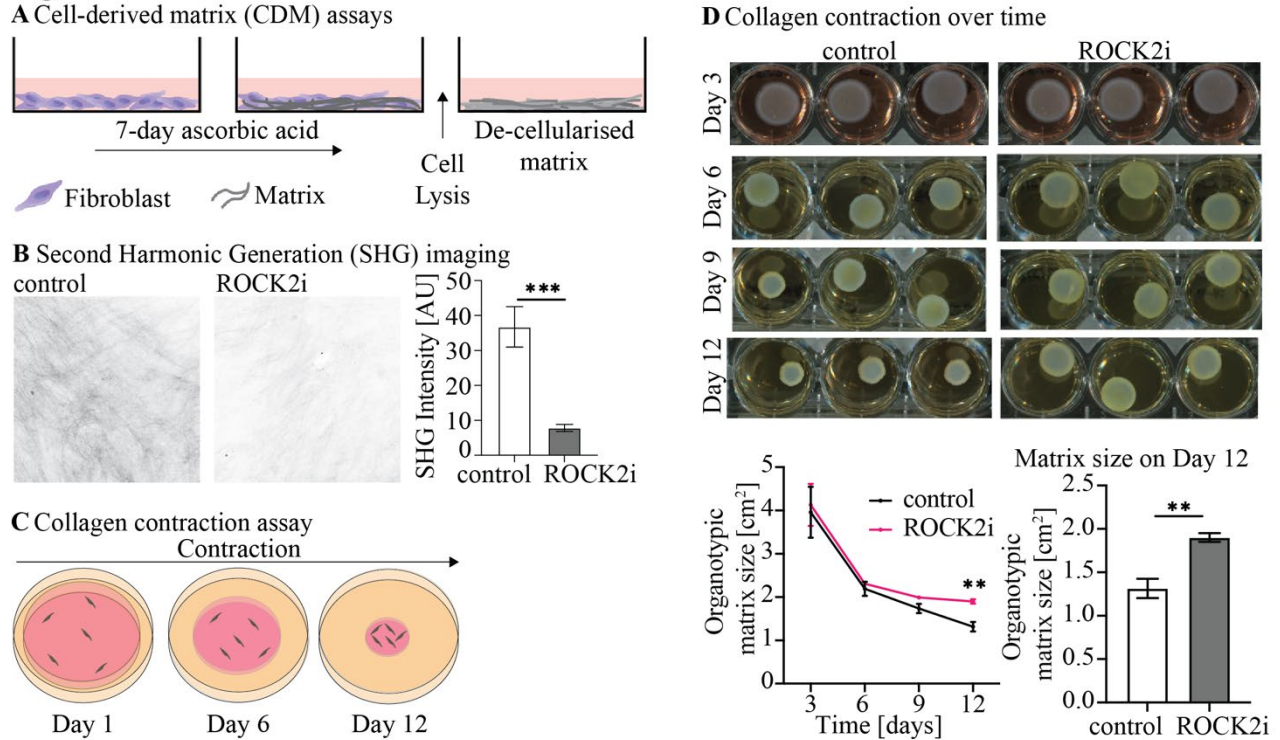 A Cell-derived matrix (CDM) assays
7-day ascorbic acid
Cell
Lysis
De-cellularised
matrix
Fibroblast
Matrix
B Second Harmonic Generation (SHG) imaging
control
ROCK2i
SHG Intensity [AU]
50
40
30
20
10
0
***
control
ROCK2i
C Collagen contraction assay
Contraction
Day 1
Day 6
Day 12
D Collagen contraction over time
control
ROCK2i
Day 3
Day 6
Day 9
Day 12
Organotypic
matrix size [cm²]
5
4
3
2
1
0
control
ROCK2i
**
3
6
9
12
Time [days]
Matrix size on Day 12
Organotypic
matrix size [cm²]
2.5
2.0
1.5
1.0
0.5
0.0
**
control
ROCK2i